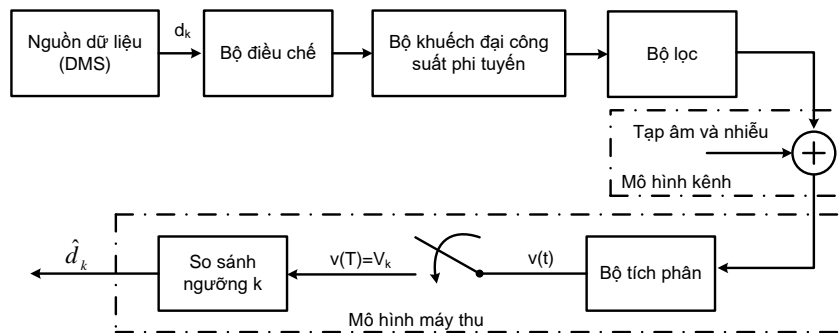 Nguồn dữ liệu
(DMS)
d_k
Bộ điều chế
Bộ khuếch đại công
suất phi tuyến
Bộ lọc
Tạp âm và nhiễu
+
Mô hình kênh
d̂_k
So sánh
ngưỡng k
v(T)=V_k
v(t)
Bộ tích phân
Mô hình máy thu